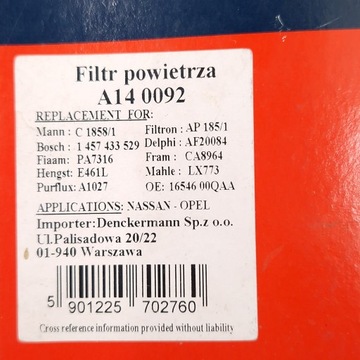 Filtr powietrza
A14 0092
REPLACEMENT FOR:
Mann : C 1858/1 Filtron : AP 185/1
Bosch : 1 457 433 529 Delphi : AF20084
Fiaam: PA7316 Fram : CA8964
Hengst: E461L Mahle : LX773
Purflux: A1027 OE: 16546 00QAA
APPLICATIONS: NASSAN - OPEL
Importer:Denckermann Sp.z o.o.
Ul.Palisadowa 20/22
01-940 Warszawa
5 901225 702760
Cross reference information provided without liability